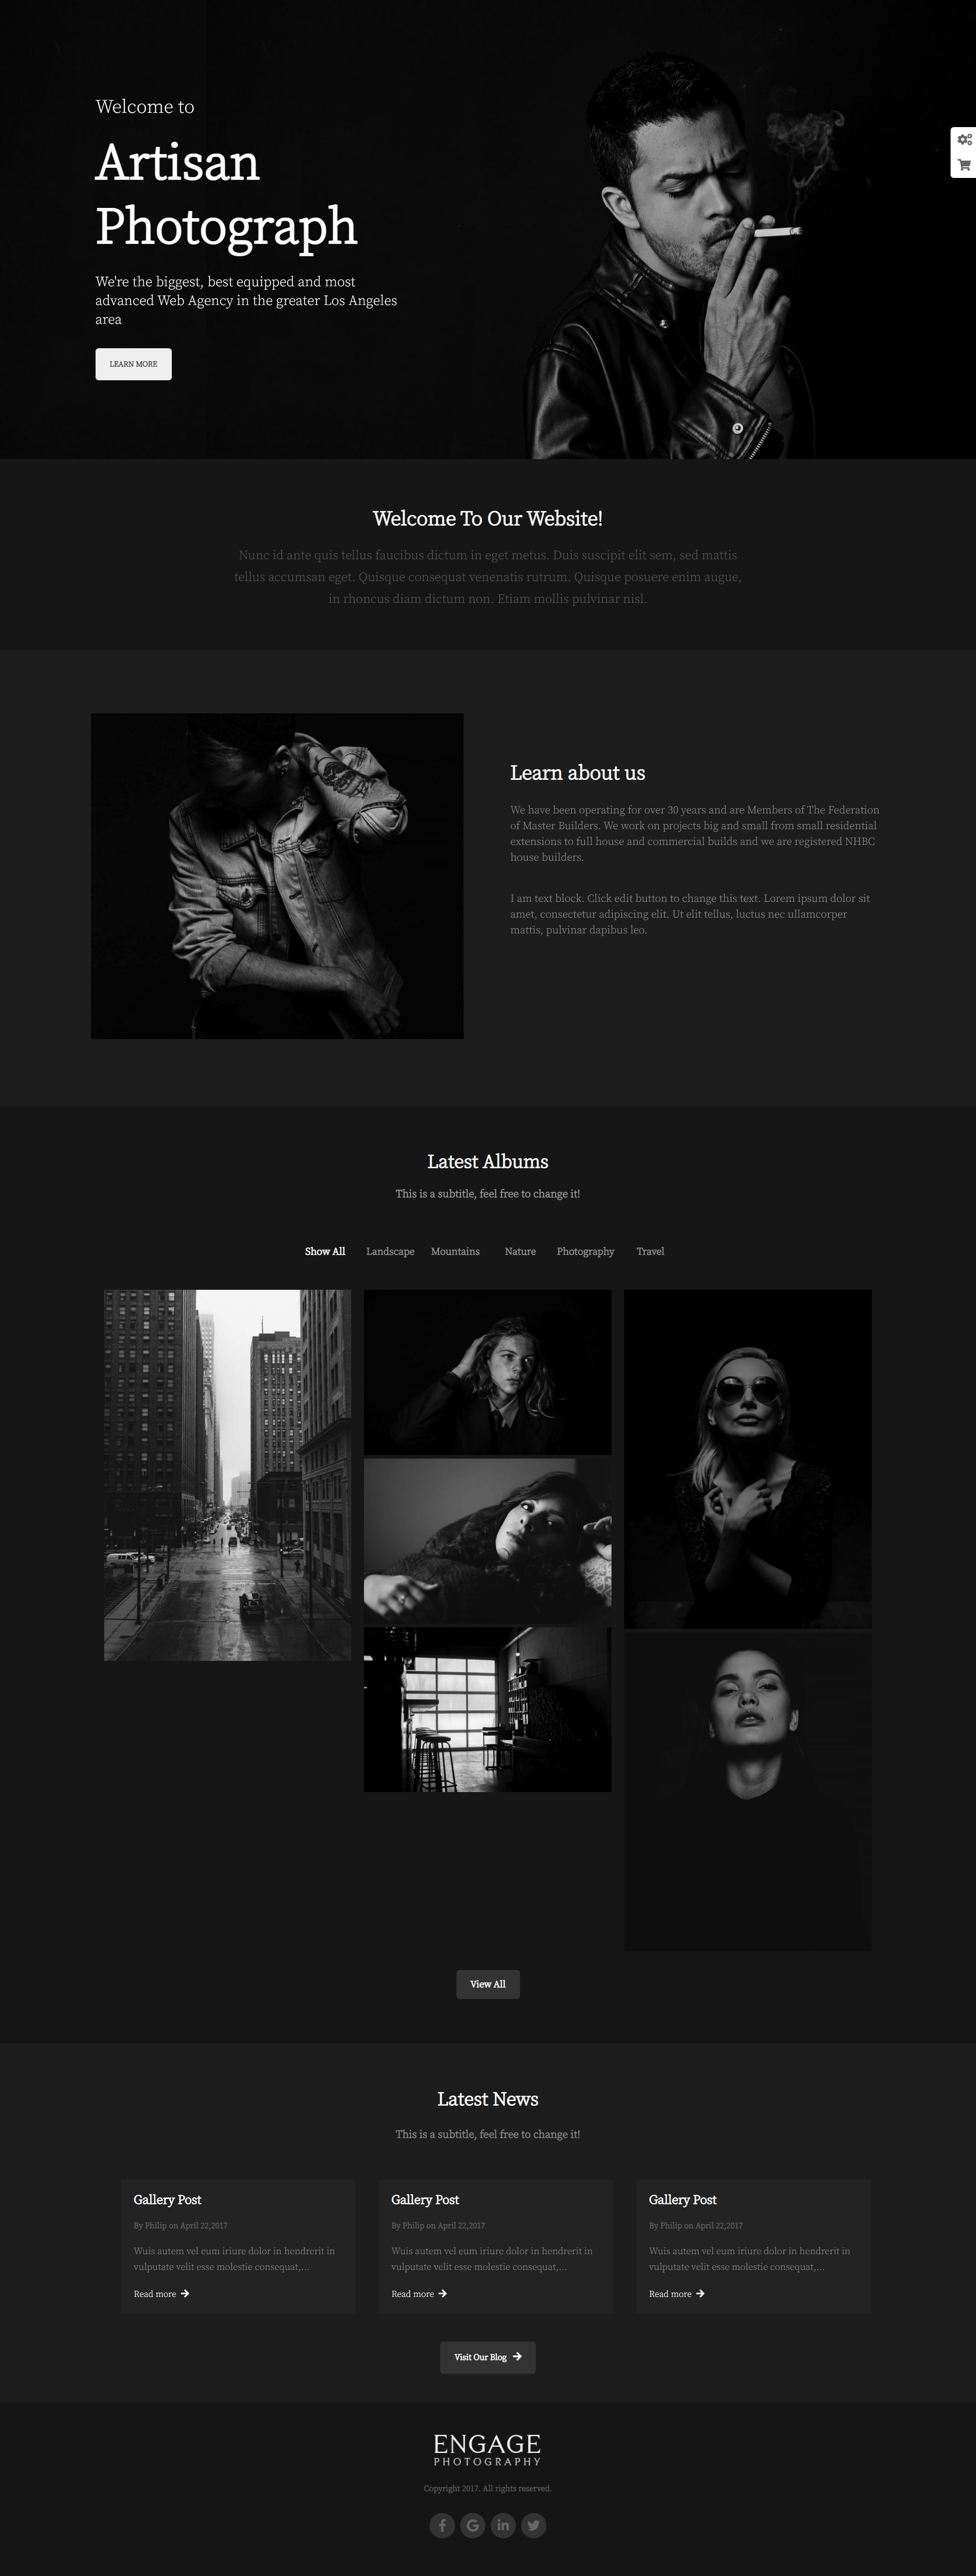 Welcome to
Artisan
Photograph
We're the biggest, best equipped and most
advanced Web Agency in the greater Los Angeles
area
LEARN MORE
Welcome To Our Website!
Nunc id ante quis tellus faucibus dictum in eget metus. Duis suscipit elit sem, sed mattis
tellus accumsan eget. Quisque consequat venenatis rutrum. Quisque posuere enim augue,
in rhoncus diam dictum non. Etiam mollis pulvinar nisl.
Learn about us
We have been operating for over 30 years and are Members of The Federation
of Master Builders. We work on projects big and small from small residential
extensions to full house and commercial builds and we are registered NHBC
house builders.
I am text block. Click edit button to change this text. Lorem ipsum dolor sit
amet, consectetur adipiscing elit. Ut elit tellus, luctus nec ullamcorper
mattis, pulvinar dapibus leo.
Latest Albums
This is a subtitle, feel free to change it!
Show All Landscape Mountains Nature Photography Travel
View All
Latest News
This is a subtitle, feel free to change it!
Gallery Post
By Philip on April 22,2017
Wuis autem vel eum iriure dolor in hendrerit in
vulputate velit esse molestie consequat,...
Read more
Gallery Post
By Philip on April 22,2017
Wuis autem vel eum iriure dolor in hendrerit in
vulputate velit esse molestie consequat,...
Read more
Gallery Post
By Philip on April 22,2017
Wuis autem vel eum iriure dolor in hendrerit in
vulputate velit esse molestie consequat,...
Read more
Visit Our Blog
ENGAGE
PHOTOGRAPHY
Copyright 2017. All rights reserved.